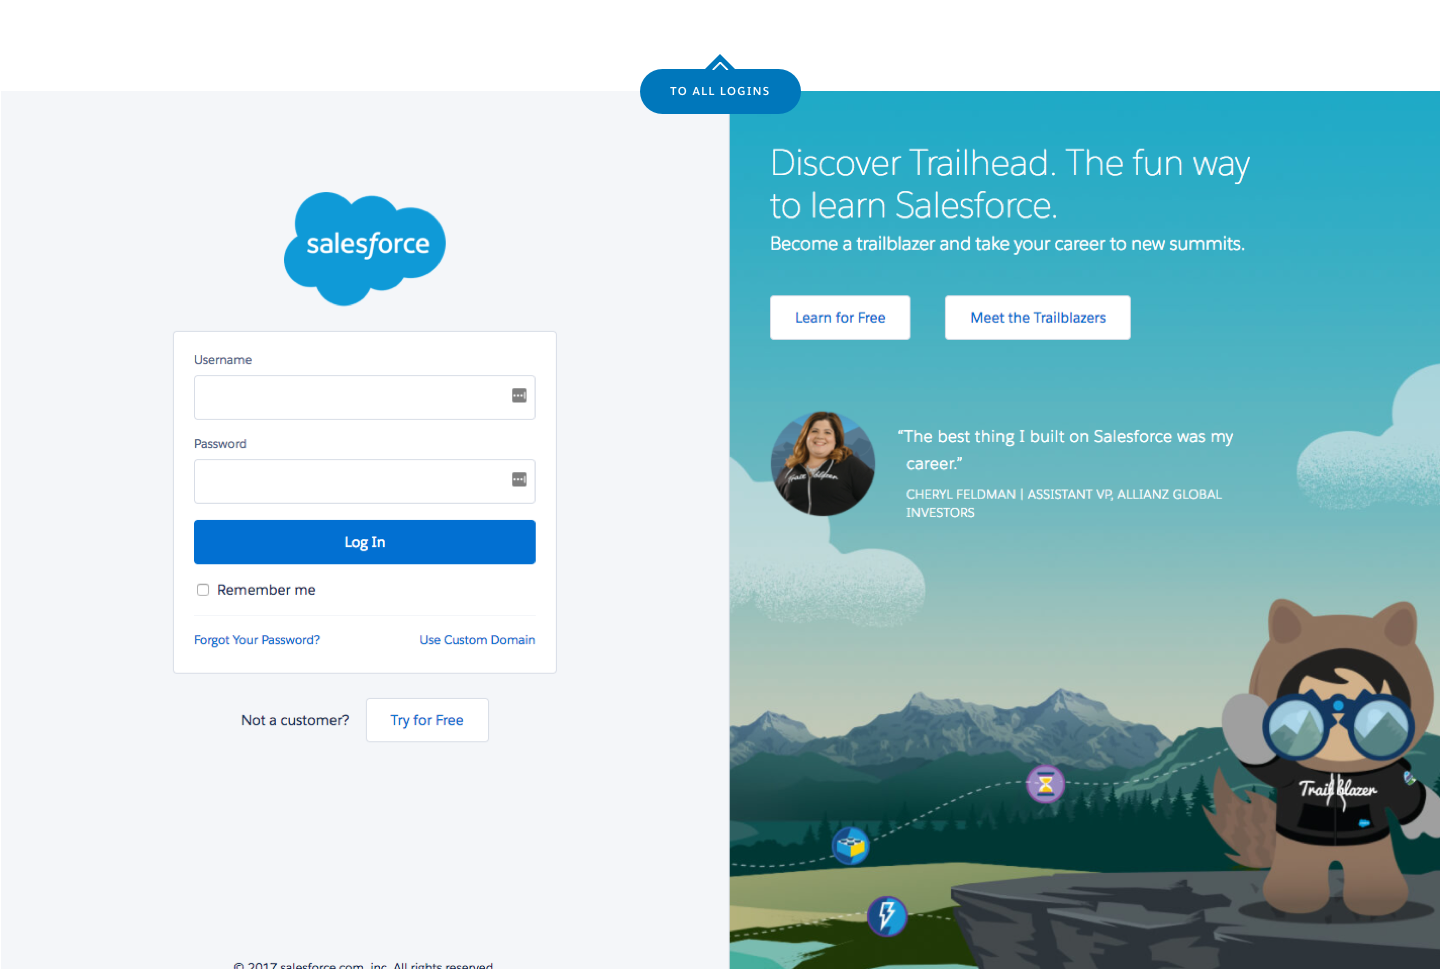 TO ALL LOGINS
salesforce
Username
Password
Log In
Remember me
Forgot Your Password?
Use Custom Domain
Not a customer?
Try for Free
© 2017 salesforce.com, inc. All rights reserved.
Discover Trailhead. The fun way
to learn Salesforce.
Become a trailblazer and take your career to new summits.
Learn for Free
Meet the Trailblazers
“The best thing I built on Salesforce was my
career.”
CHERYL FELDMAN | ASSISTANT VP, ALLIANZ GLOBAL
INVESTORS
Trailblazer